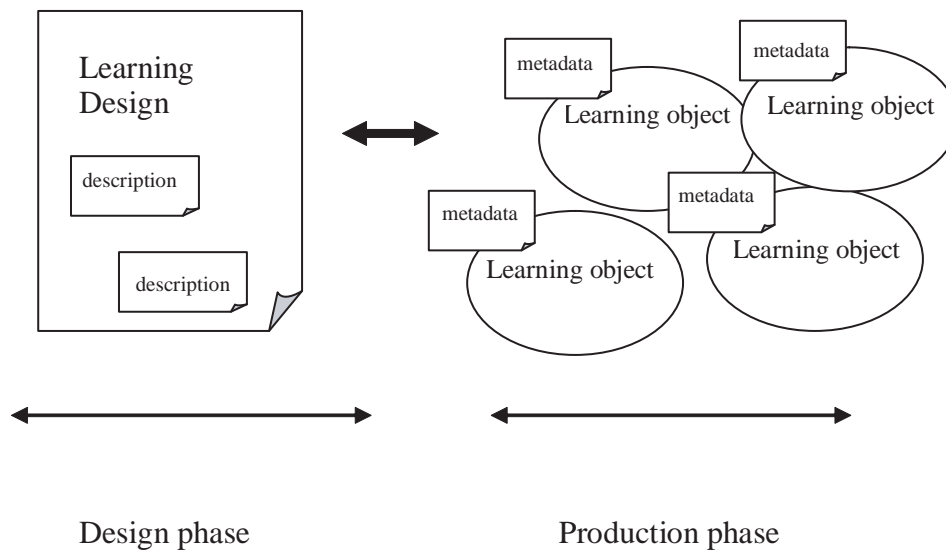 Learning
Design
description
description
metadata
Learning object
metadata
Learning object
metadata
Learning object
metadata
Learning object
Design phase
Production phase